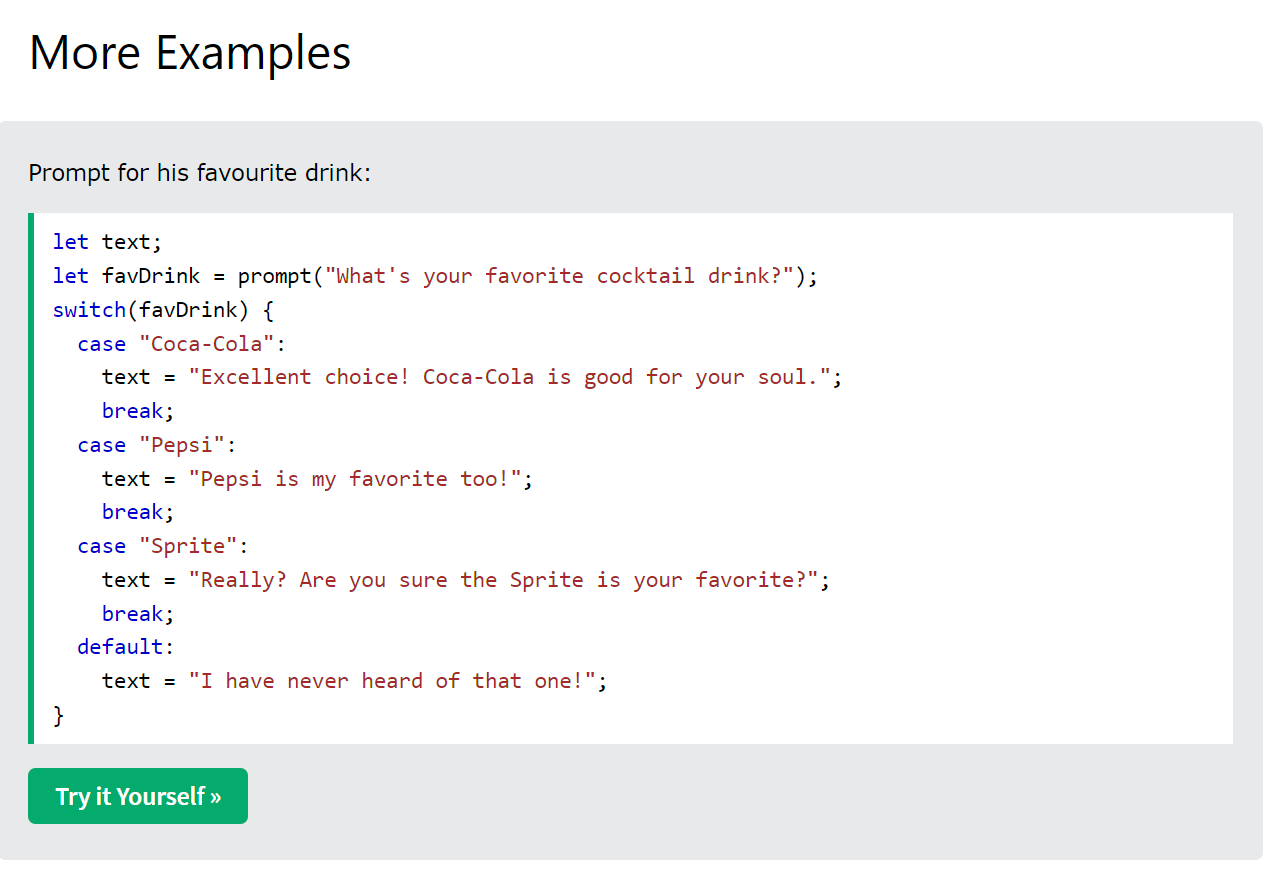 More Examples
Prompt for his favourite drink:
let text;
let favDrink = prompt("What's your favorite cocktail drink?");
switch(favDrink) {
  case "Coca-Cola":
    text = "Excellent choice! Coca-Cola is good for your soul.";
    break;
  case "Pepsi":
    text = "Pepsi is my favorite too!";
    break;
  case "Sprite":
    text = "Really? Are you sure the Sprite is your favorite?";
    break;
  default:
    text = "I have never heard of that one!";
}
Try it Yourself »